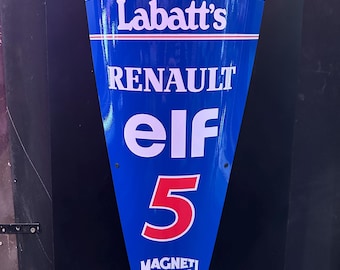 Labatt's
RENAULT
elf
5
MAGNETI